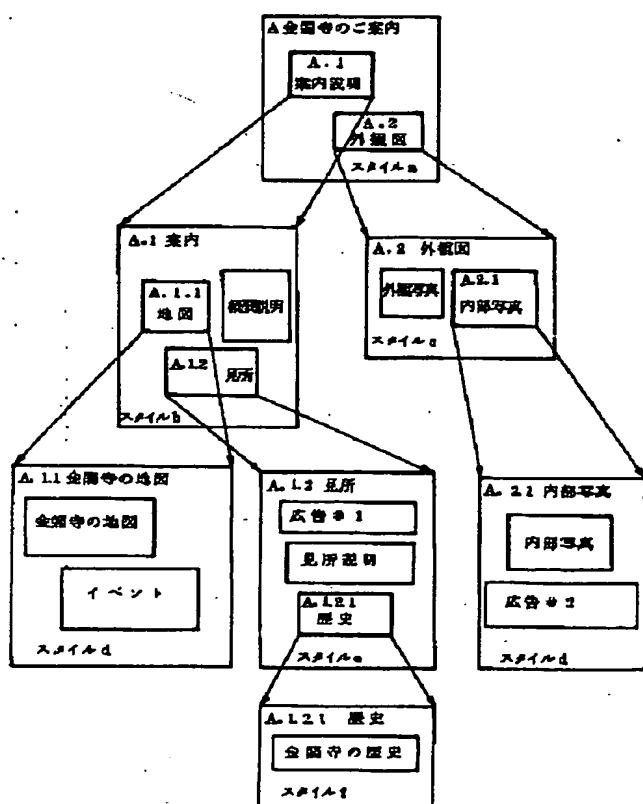 A 金閣寺のご案内
A.1
案内説明
A.2
外観図
スタイルa
A.1 案内
A.1.1
地図
A.1.2 見所
スタイルb
A.2 外観図
外観写真
A.2.1
内部写真
スタイルc
A.1.1 金閣寺の地図
金閣寺の地図
イベント
スタイルd
A.1.2 見所
広告#1
見所説明
A.1.2.1
歴史
スタイルe
A.2.1 内部写真
内部写真
広告#2
スタイルd
A.1.2.1 歴史
金閣寺の歴史
スタイルf